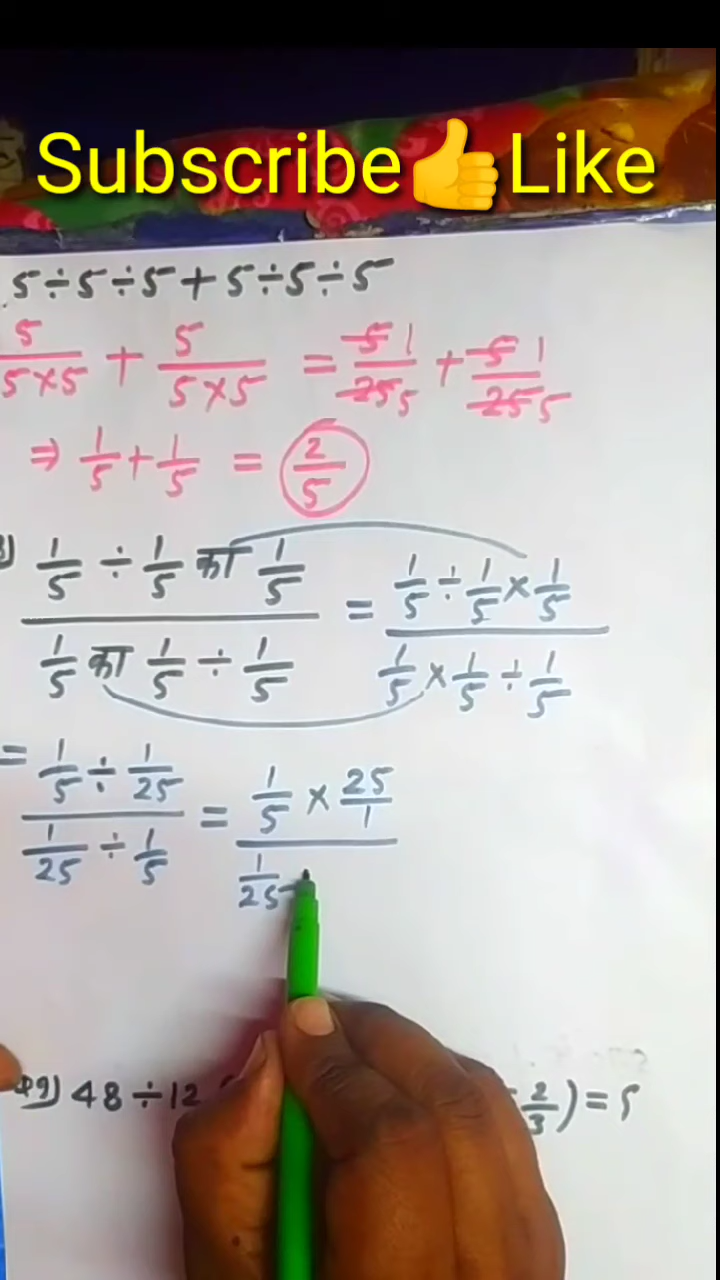 Subscribe👍Like
5÷5÷5+5÷5÷5
5/5×5 + 5/5×5 = 5 1/25 5 + 5 1/25 5
⇒ 1/5 + 1/5 = 2/5
1/5 ÷ 1/5 का 1/5 / 1/5 का 1/5 ÷ 1/5 = 1/5 ÷ 1/5 × 1/5 / 1/5 × 1/5 ÷ 1/5
= 1/5 ÷ 1/25 / 1/25 ÷ 1/5 = 1/5 × 25/1 / 1/25
48÷12 2/3) = ?